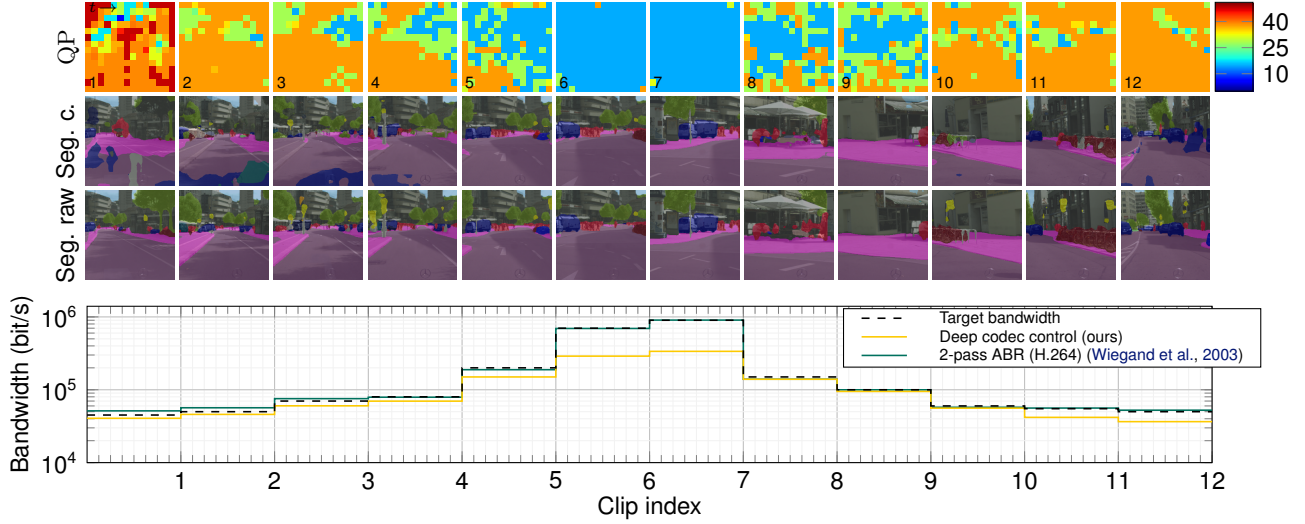 QP
1 2 3 4 5 6 7 8 9 10 11 12
40
25
10
Seg. c.
Seg. raw
Bandwidth (bit/s)
10^6
10^5
10^4
Target bandwidth
Deep codec control (ours)
2-pass ABR (H.264) (Wiegand et al., 2003)
1 2 3 4 5 6 7 8 9 10 11 12
Clip index